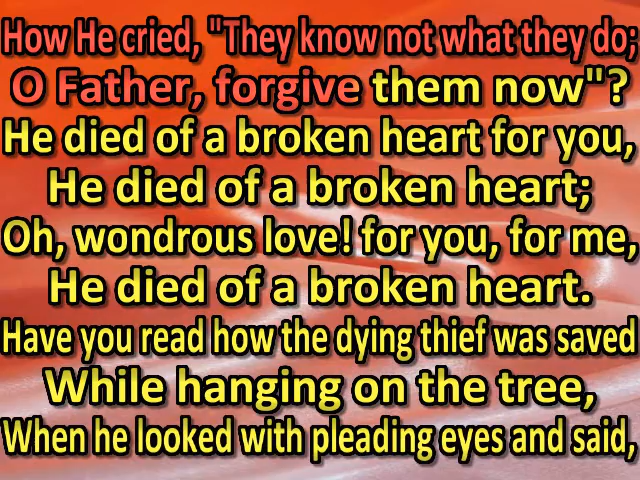 How He cried, "They know not what they do;
O Father, forgive them now"?
He died of a broken heart for you,
He died of a broken heart;
Oh, wondrous love! for you, for me,
He died of a broken heart.
Have you read how the dying thief was saved
While hanging on the tree,
When he looked with pleading eyes and said,